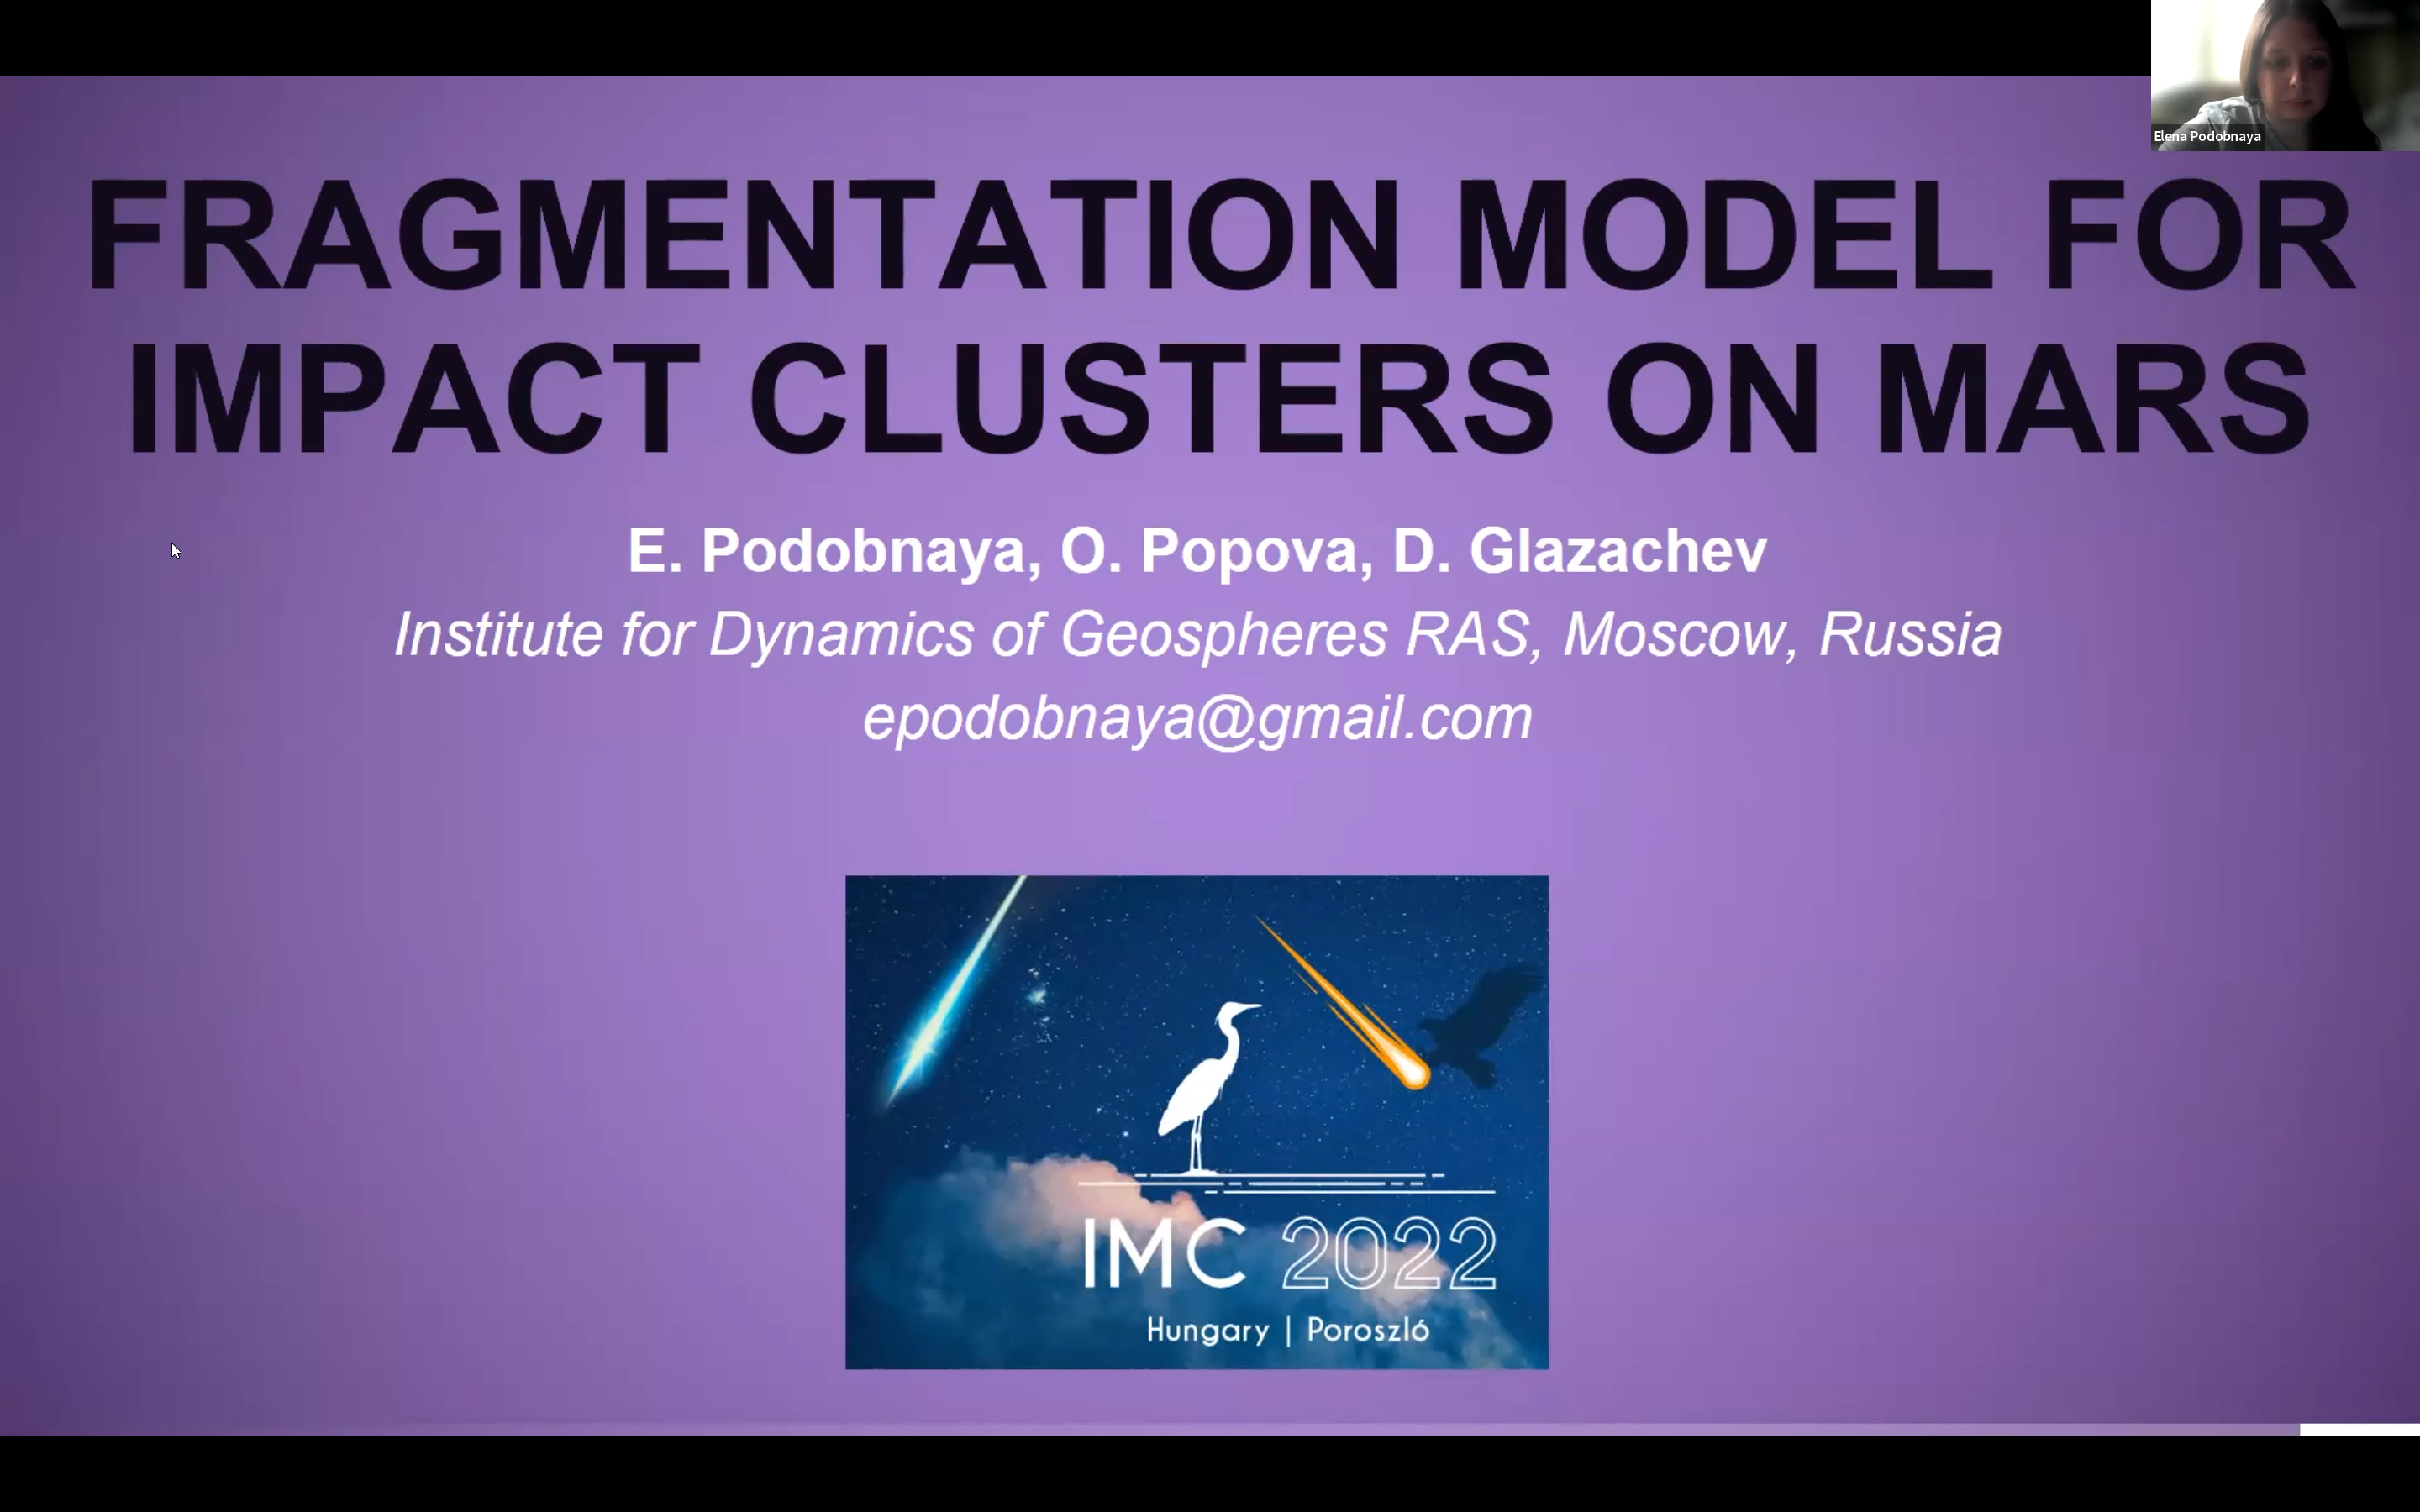 Elena Podobnaya
FRAGMENTATION MODEL FOR
IMPACT CLUSTERS ON MARS
E. Podobnaya, O. Popova, D. Glazachev
Institute for Dynamics of Geospheres RAS, Moscow, Russia
epodobnaya@gmail.com
IMC 2022
Hungary | Poroszló